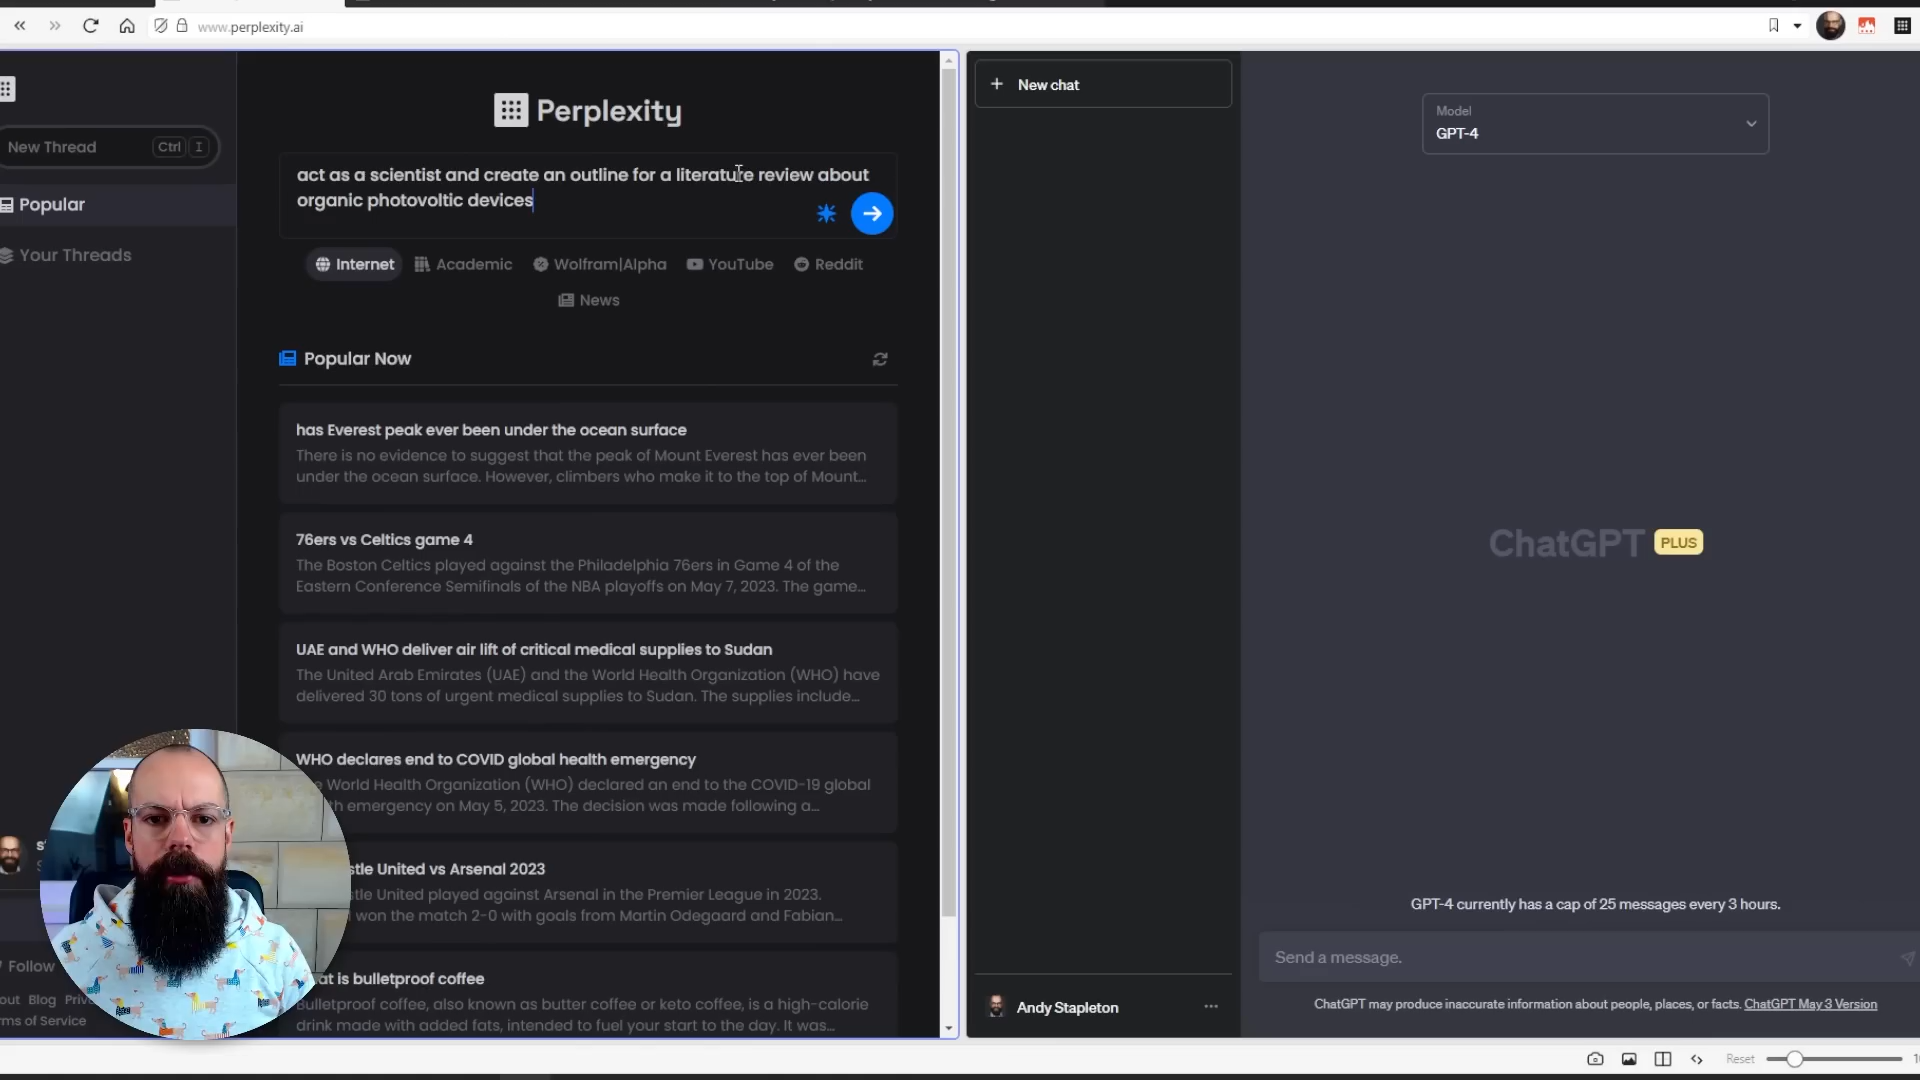 www.perplexity.ai
New Thread
Ctrl
I
Popular
Your Threads
Perplexity
act as a scientist and create an outline for a literature review about
organic photovoltic devices
Internet
Academic
Wolfram|Alpha
YouTube
Reddit
News
Popular Now
has Everest peak ever been under the ocean surface
There is no evidence to suggest that the peak of Mount Everest has ever been
under the ocean surface. However, climbers who make it to the top of Mount...
76ers vs Celtics game 4
The Boston Celtics played against the Philadelphia 76ers in Game 4 of the
Eastern Conference Semifinals of the NBA playoffs on May 7, 2023. The game...
UAE and WHO deliver air lift of critical medical supplies to Sudan
The United Arab Emirates (UAE) and the World Health Organization (WHO) have
delivered 30 tons of urgent medical supplies to Sudan. The supplies include...
WHO declares end to COVID global health emergency
World Health Organization (WHO) declared an end to the COVID-19 global
emergency on May 5, 2023. The decision was made following a...
United vs Arsenal 2023
United played against Arsenal in the Premier League in 2023.
won the match 2-0 with goals from Martin Odegaard and Fabian...
is bulletproof coffee
Bulletproof coffee, also known as butter coffee or keto coffee, is a high-calorie
drink made with added fats, intended to fuel your start to the day. It was...
Follow
Blog
of Service
New chat
Andy Stapleton
Model
GPT-4
ChatGPT PLUS
GPT-4 currently has a cap of 25 messages every 3 hours.
Send a message.
ChatGPT may produce inaccurate information about people, places, or facts. ChatGPT May 3 Version
Reset